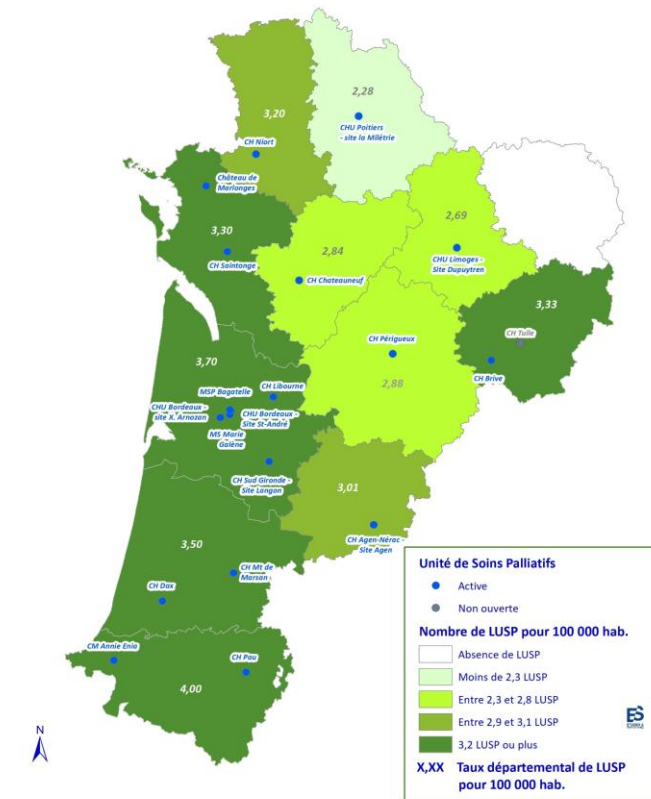 2,28
CHU Poitiers
- site la Milétrie
3,20
CH Niort
Château de
Marlonges
3,30
CH Saintonge
2,84
CH Chateauneuf
2,69
CHU Limoges -
Site Dupuytren
3,33
CH Tulle
CH Brive
CH Périgueux
2,88
3,70
MSP Bagatelle
CH Libourne
CHU Bordeaux -
site X. Arnozan
CHU Bordeaux -
Site St-André
MS Marie
Galène
CH Sud Gironde -
Site Langon
3,01
CH Agen-Nérac -
Site Agen
3,50
CH Mt de
Marsan
CH Dax
CM Annie Enia
CH Pau
4,00
N
Unité de Soins Palliatifs
Active
Non ouverte
Nombre de LUSP pour 100 000 hab.
Absence de LUSP
Moins de 2,3 LUSP
Entre 2,3 et 2,8 LUSP
Entre 2,9 et 3,1 LUSP
3,2 LUSP ou plus
X,XX Taux départemental de LUSP
pour 100 000 hab.
ES